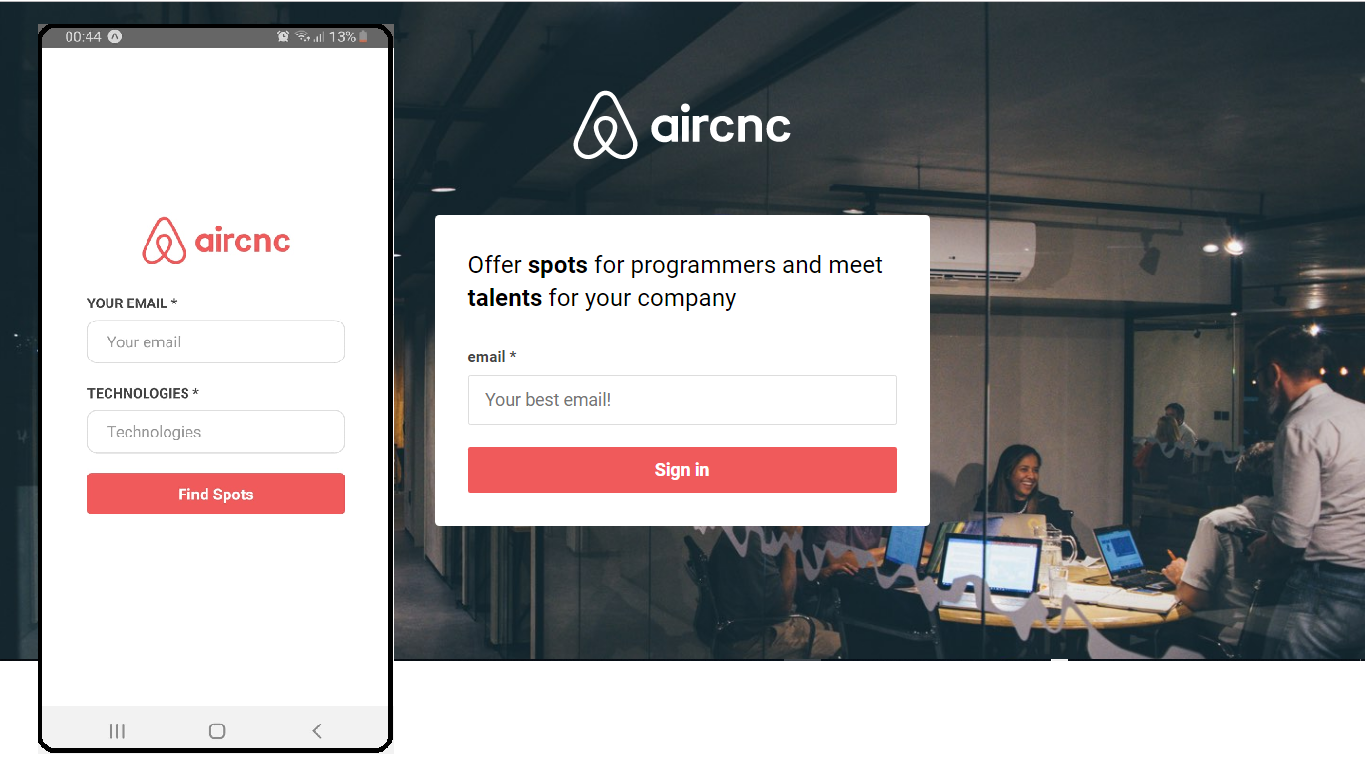 00:44
13%
aircnc
YOUR EMAIL *
Your email
TECHNOLOGIES *
Technologies
Find Spots
aircnc
Offer spots for programmers and meet
talents for your company
email *
Your best email!
Sign in